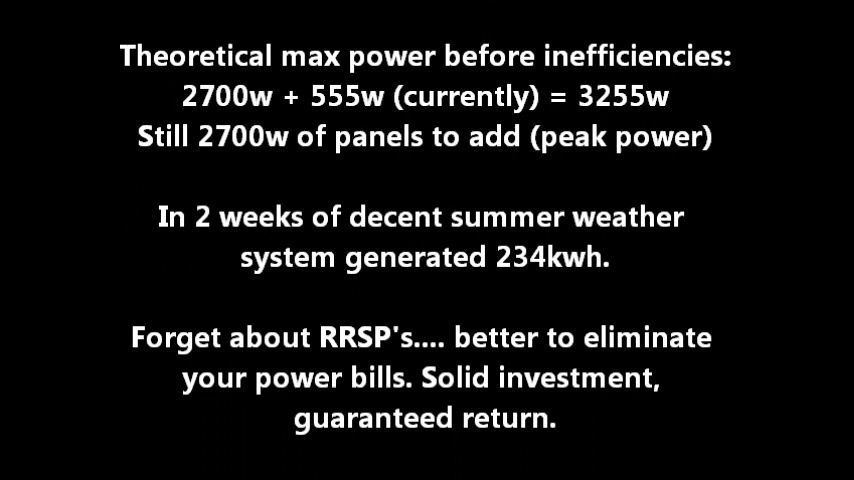 Theoretical max power before inefficiencies:
2700w + 555w (currently) = 3255w
Still 2700w of panels to add (peak power)
In 2 weeks of decent summer weather
system generated 234kwh.
Forget about RRSP's.... better to eliminate
your power bills. Solid investment,
guaranteed return.